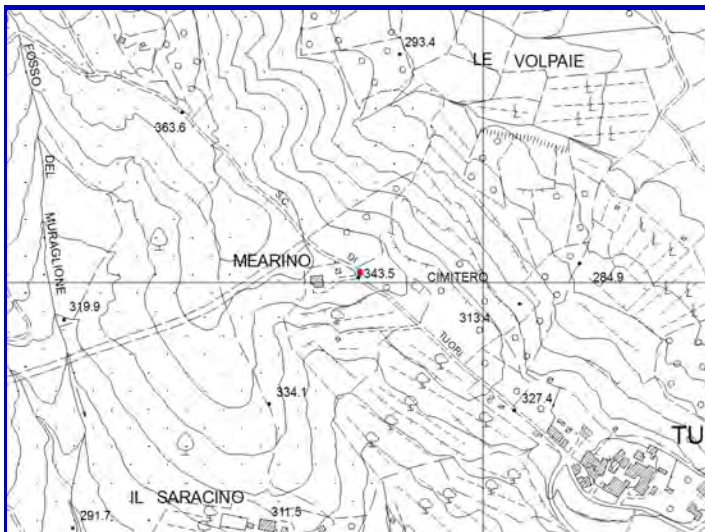 293.4
LE VOLPAIE
FOSSO
363.6
DEL
MURAGLIONE
S.C.
DI
MEARINO
343.5
CIMITERO
284.9
319.9
313.4
TUORI
334.1
327.4
TU
IL SARACINO
311.5
291.7